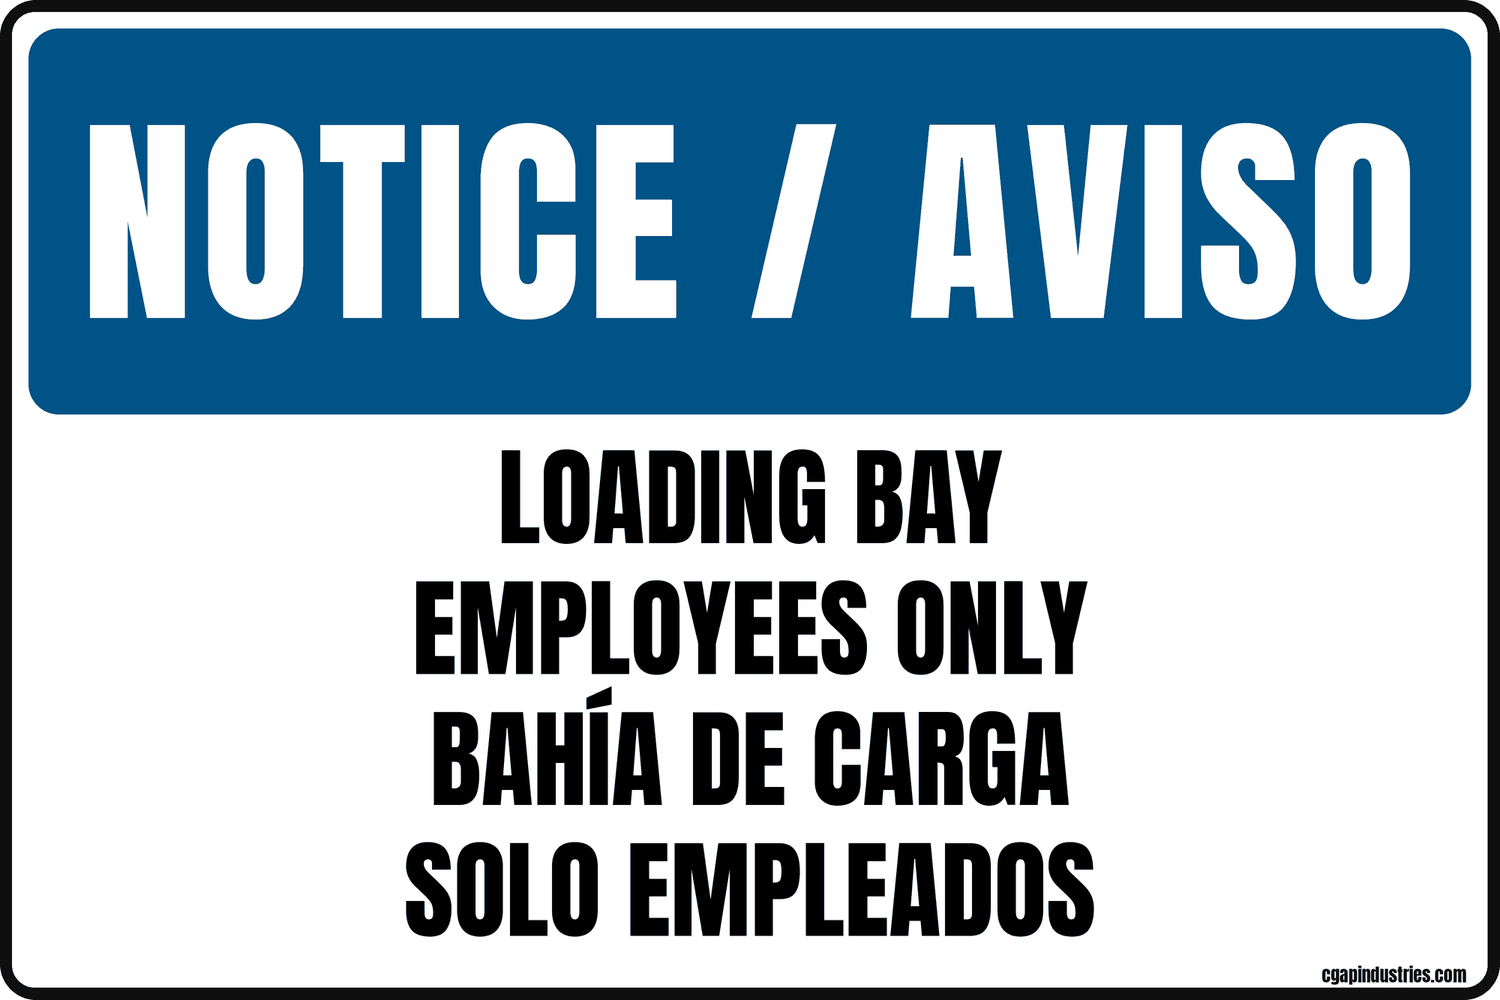 NOTICE / AVISO
LOADING BAY
EMPLOYEES ONLY
BAHÍA DE CARGA
SOLO EMPLEADOS
cgapindustries.com